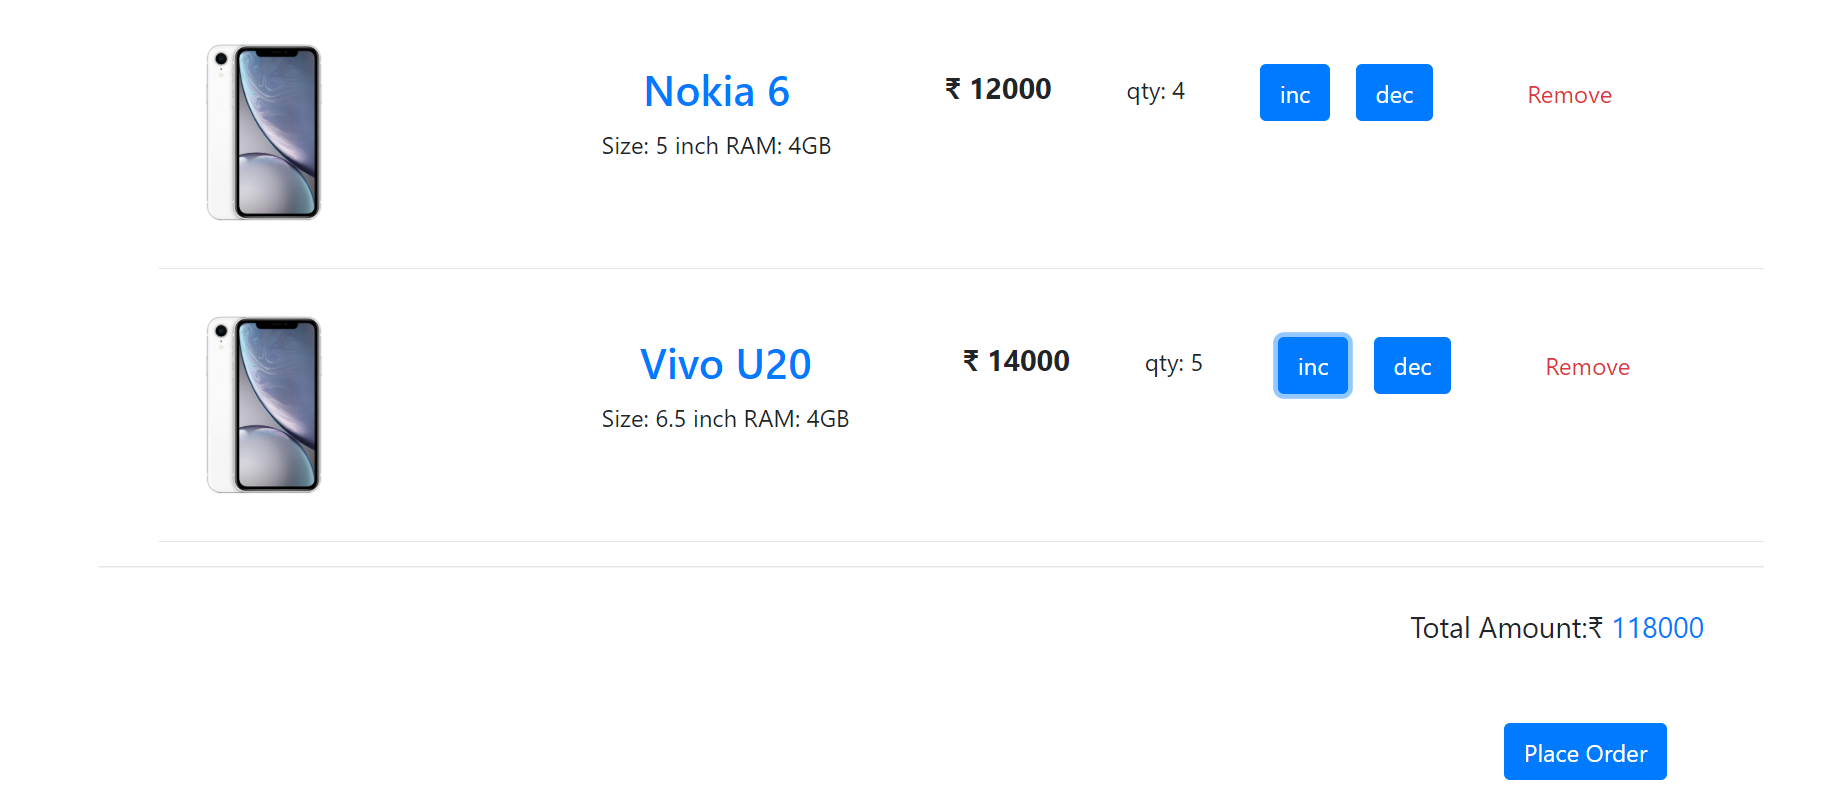 Nokia 6 ₹ 12000 qty: 4 inc dec Remove
Size: 5 inch RAM: 4GB
Vivo U20 ₹ 14000 qty: 5 inc dec Remove
Size: 6.5 inch RAM: 4GB
Total Amount:₹ 118000
Place Order